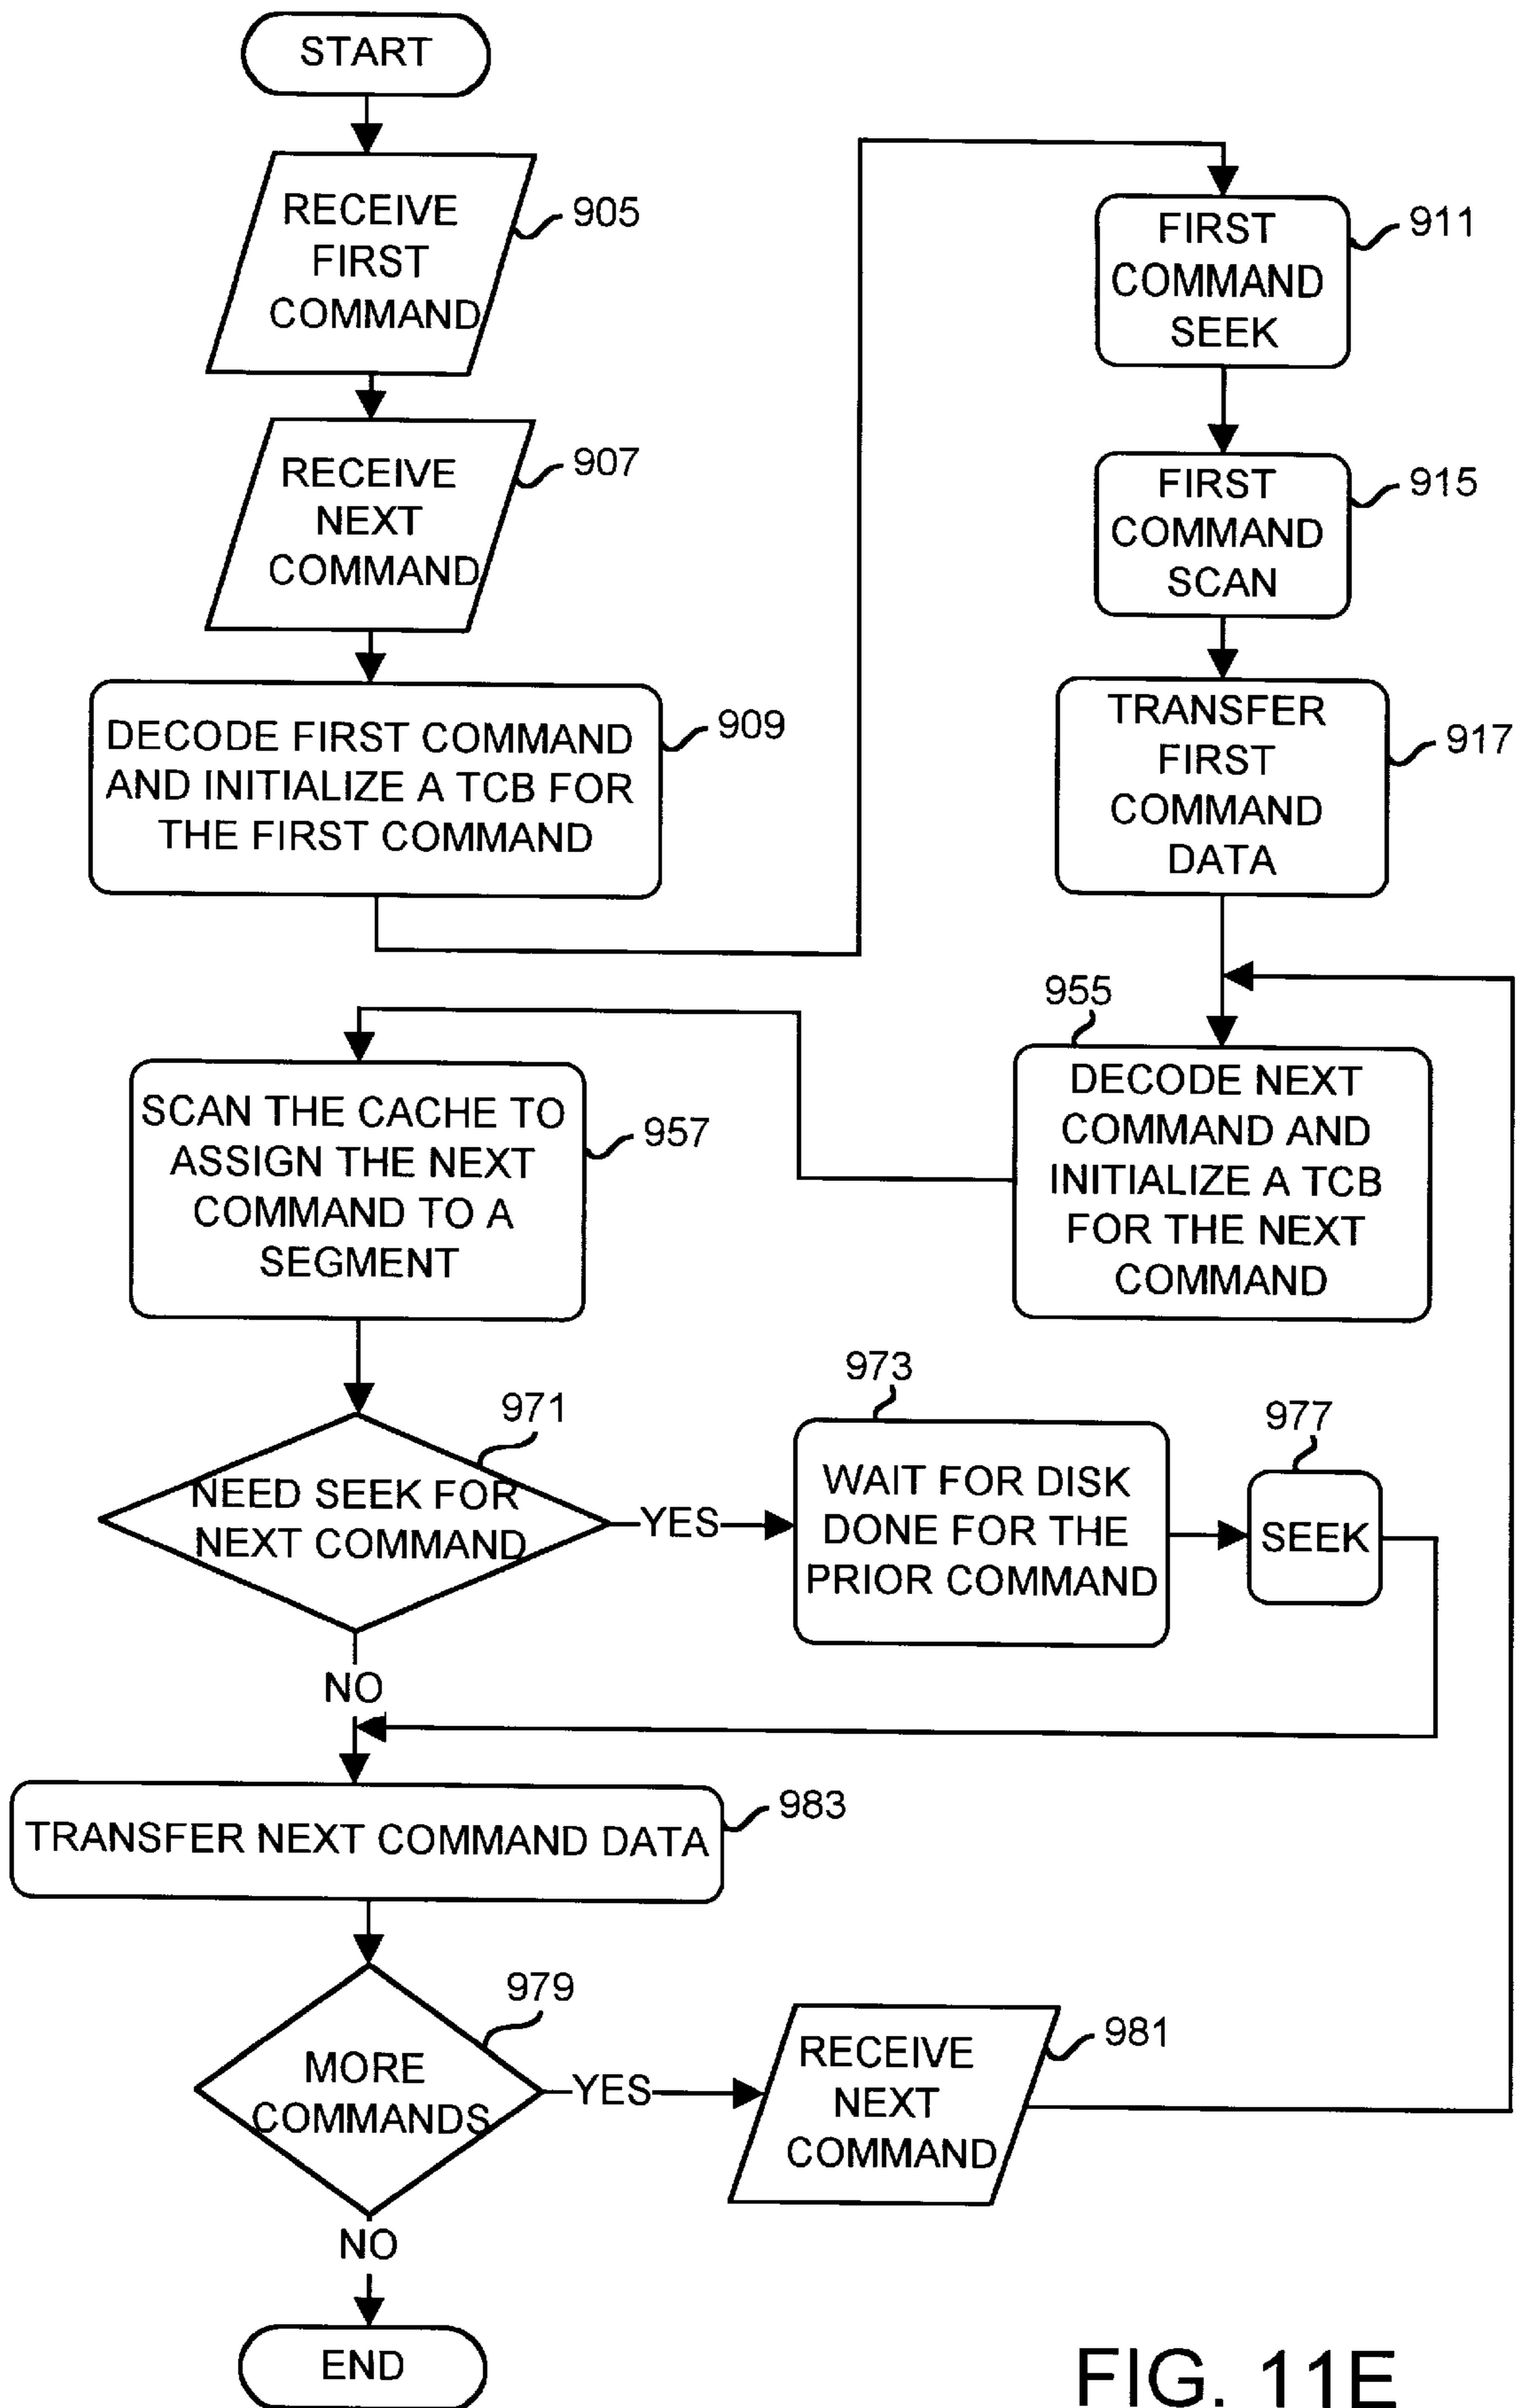 START
RECEIVE
FIRST
COMMAND
905
RECEIVE
NEXT
COMMAND
907
DECODE FIRST COMMAND
AND INITIALIZE A TCB FOR
THE FIRST COMMAND
909
FIRST
COMMAND
SEEK
911
FIRST
COMMAND
SCAN
915
TRANSFER
FIRST
COMMAND
DATA
917
955
DECODE NEXT
COMMAND AND
INITIALIZE A TCB
FOR THE NEXT
COMMAND
SCAN THE CACHE TO
ASSIGN THE NEXT
COMMAND TO A
SEGMENT
957
971
NEED SEEK FOR
NEXT COMMAND
YES
973
WAIT FOR DISK
DONE FOR THE
PRIOR COMMAND
977
SEEK
NO
TRANSFER NEXT COMMAND DATA
983
979
MORE
COMMANDS
YES
RECEIVE
NEXT
COMMAND
981
NO
END
FIG. 11E